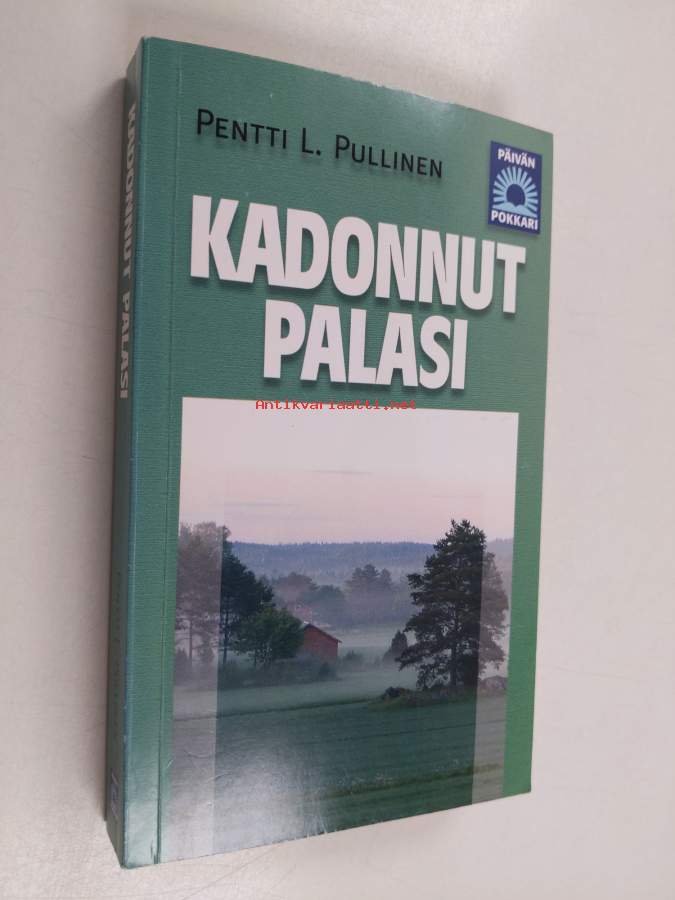 PENTTI L. PULLINEN
PÄIVÄN
POKKARI
KADONNUT
PALASI
Antikvariaatti.net
KADONNUT PALASI